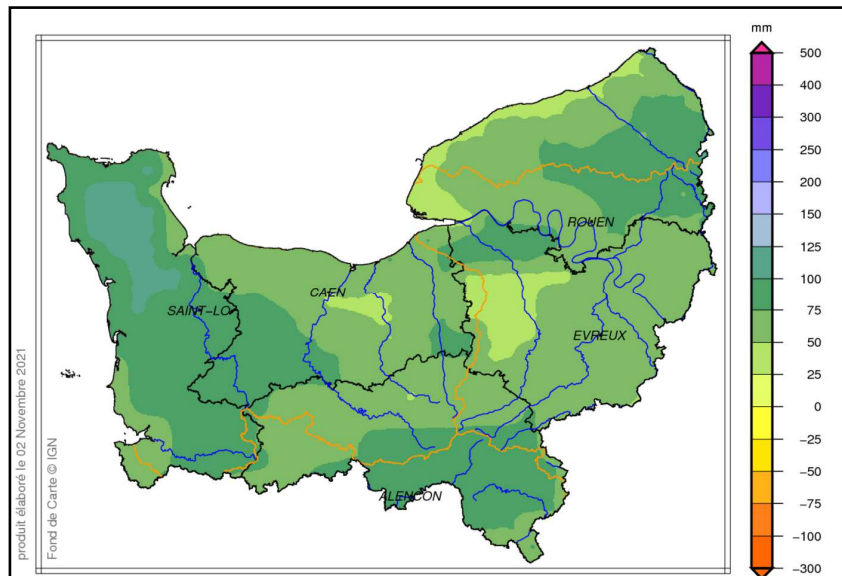 mm
500
400
300
250
200
150
125
100
75
50
25
0
-25
-50
-75
-100
-300
ROUEN
CAEN
SAINT-LO
EVREUX
ALENCON
produit élaboré le 02 Novembre 2021
Fond de Carte © IGN